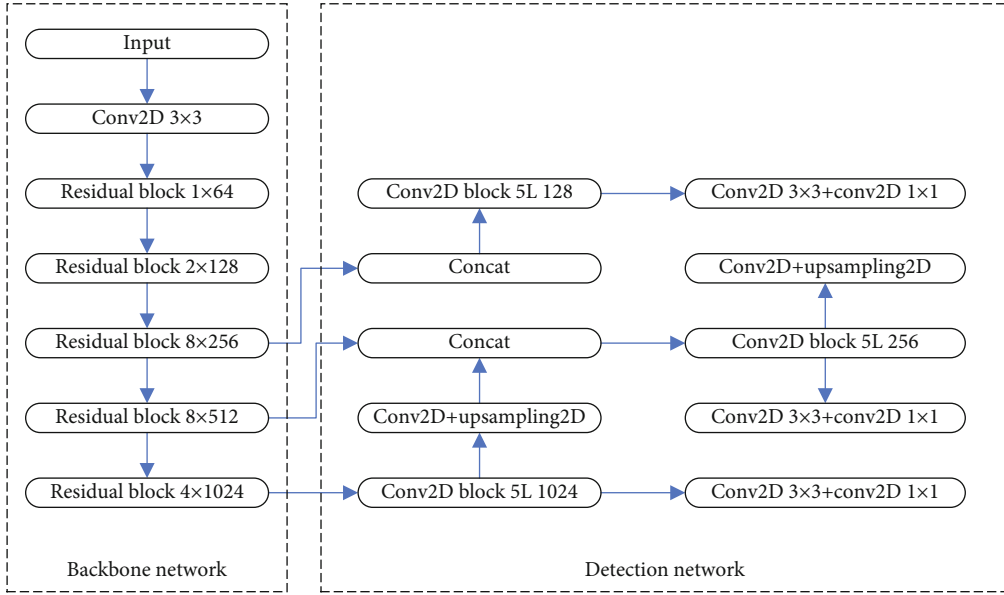 Input
Conv2D 3×3
Residual block 1×64
Residual block 2×128
Residual block 8×256
Residual block 8×512
Residual block 4×1024
Backbone network
Conv2D block 5L 128
Conv2D 3×3+conv2D 1×1
Concat
Conv2D+upsampling2D
Concat
Conv2D block 5L 256
Conv2D+upsampling2D
Conv2D 3×3+conv2D 1×1
Conv2D block 5L 1024
Conv2D 3×3+conv2D 1×1
Detection network